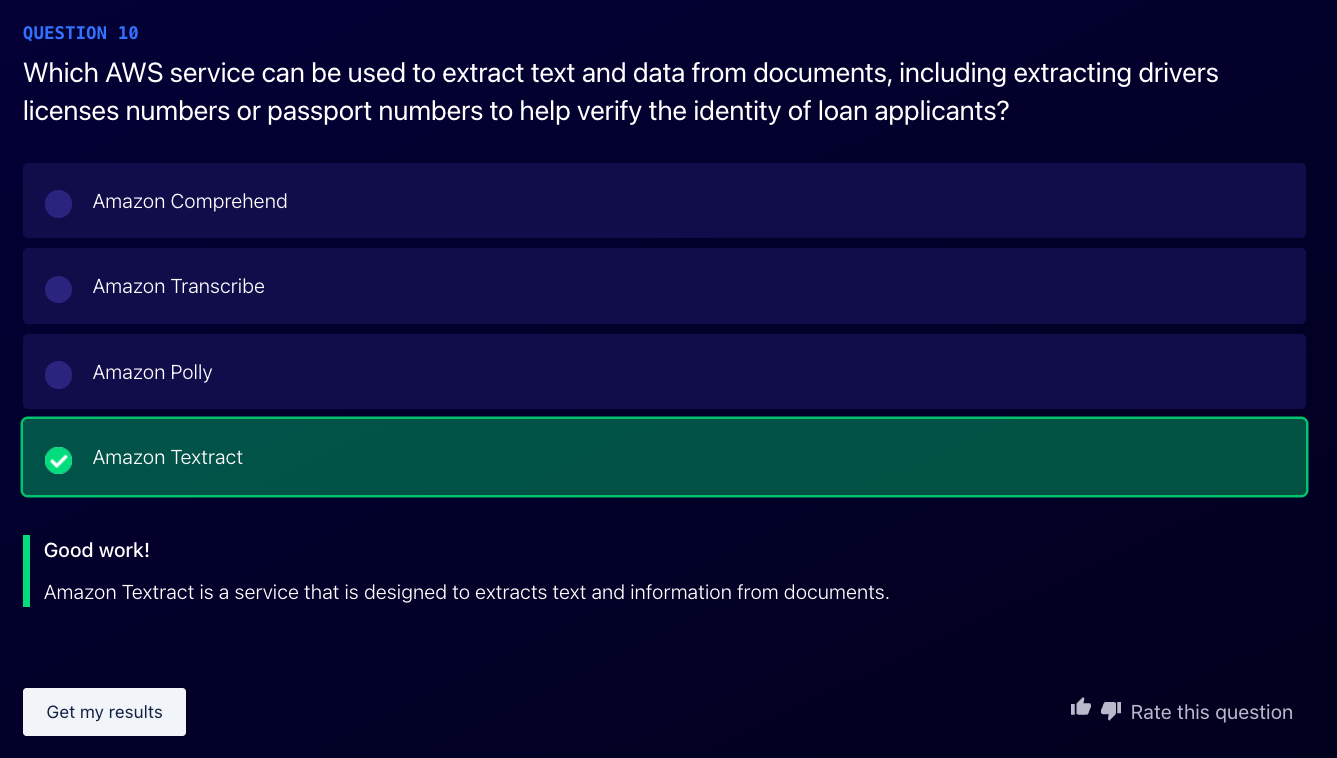 QUESTION 10
Which AWS service can be used to extract text and data from documents, including extracting drivers
licenses numbers or passport numbers to help verify the identity of loan applicants?
Amazon Comprehend
Amazon Transcribe
Amazon Polly
Amazon Textract
Good work!
Amazon Textract is a service that is designed to extracts text and information from documents.
Get my results
Rate this question